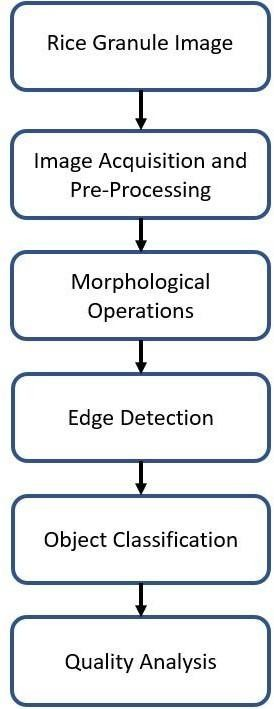 Rice Granule Image
Image Acquisition and
Pre-Processing
Morphological
Operations
Edge Detection
Object Classification
Quality Analysis